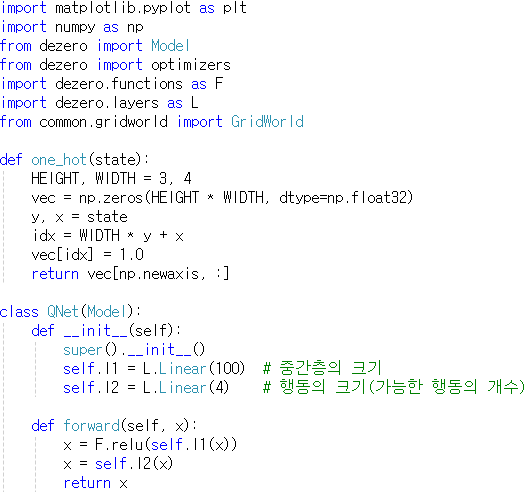 import matplotlib.pyplot as plt
import numpy as np
from dezero import Model
from dezero import optimizers
import dezero.functions as F
import dezero.layers as L
from common.gridworld import GridWorld

def one_hot(state):
    HEIGHT, WIDTH = 3, 4
    vec = np.zeros(HEIGHT * WIDTH, dtype=np.float32)
    y, x = state
    idx = WIDTH * y + x
    vec[idx] = 1.0
    return vec[np.newaxis, :]

class QNet(Model):
    def __init__(self):
        super().__init__()
        self.l1 = L.Linear(100)  # 중간층의 크기
        self.l2 = L.Linear(4)    # 행동의 크기(가능한 행동의 개수)

    def forward(self, x):
        x = F.relu(self.l1(x))
        x = self.l2(x)
        return x